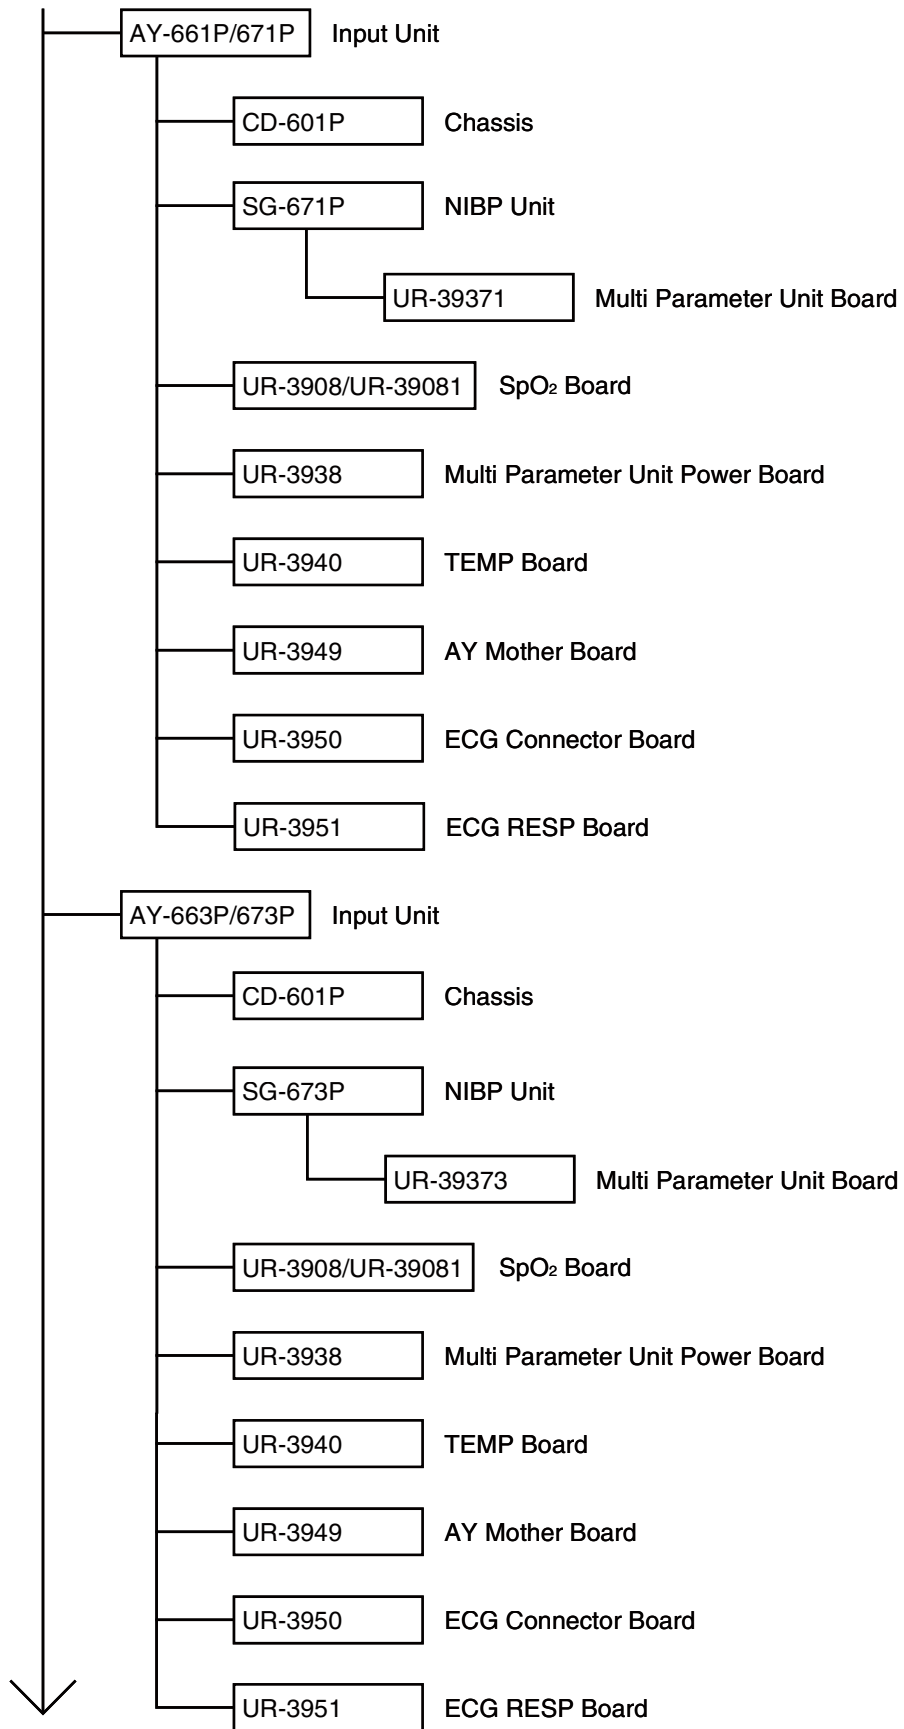 AY-661P/671P Input Unit
CD-601P Chassis
SG-671P NIBP Unit
UR-39371 Multi Parameter Unit Board
UR-3908/UR-39081 SpO₂ Board
UR-3938 Multi Parameter Unit Power Board
UR-3940 TEMP Board
UR-3949 AY Mother Board
UR-3950 ECG Connector Board
UR-3951 ECG RESP Board
AY-663P/673P Input Unit
CD-601P Chassis
SG-673P NIBP Unit
UR-39373 Multi Parameter Unit Board
UR-3908/UR-39081 SpO₂ Board
UR-3938 Multi Parameter Unit Power Board
UR-3940 TEMP Board
UR-3949 AY Mother Board
UR-3950 ECG Connector Board
UR-3951 ECG RESP Board